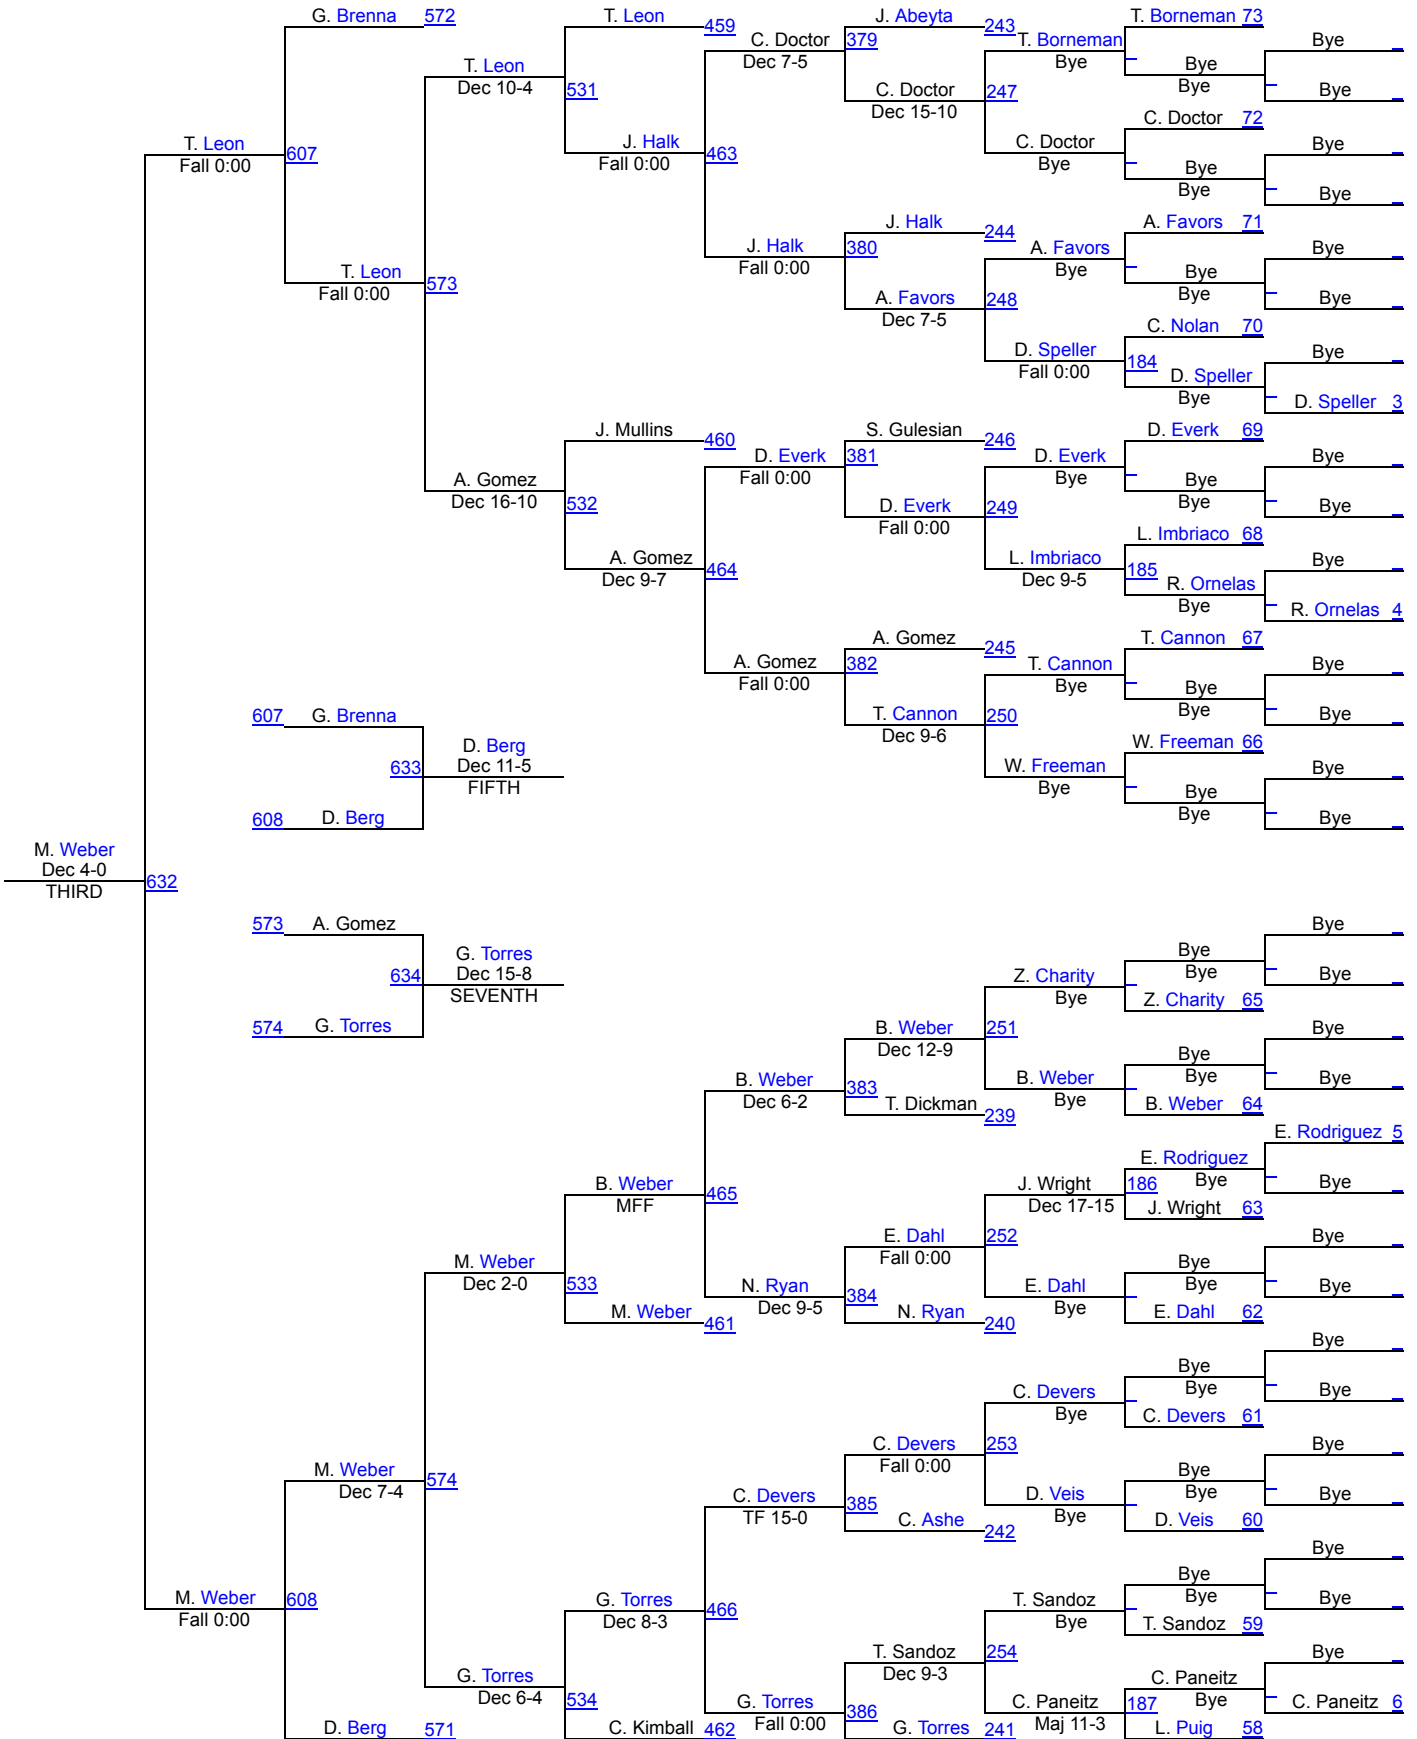 G. Brenna 572
T. Leon 459
J. Abeyta 243
T. Borneman 73
C. Doctor 379
Dec 7-5
T. Borneman
Bye
Bye
T. Leon
Dec 10-4
531
Bye
Bye
C. Doctor
Dec 15-10
247
Bye
C. Doctor 72
T. Leon
Fall 0:00
607
J. Halk
Fall 0:00
463
C. Doctor
Bye
Bye
Bye
Bye
Bye
J. Halk 244
A. Favors 71
J. Halk
Fall 0:00
380
A. Favors
Bye
Bye
T. Leon
Fall 0:00
573
Bye
Bye
A. Favors
Dec 7-5
248
Bye
C. Nolan 70
D. Speller
Fall 0:00
184
Bye
D. Speller
Bye
D. Speller 3
J. Mullins 460
S. Gulesian 246
D. Everk 69
D. Everk
Fall 0:00
381
D. Everk
Bye
Bye
A. Gomez
Dec 16-10
532
Bye
Bye
D. Everk
Fall 0:00
249
Bye
L. Imbriaco 68
A. Gomez
Dec 9-7
464
L. Imbriaco
Dec 9-5
185
Bye
R. Ornelas
Bye
R. Ornelas 4
A. Gomez 245
T. Cannon 67
A. Gomez
Fall 0:00
382
T. Cannon
Bye
Bye
Bye
Bye
607 G. Brenna
T. Cannon
Dec 9-6
250
Bye
W. Freeman 66
633
D. Berg
Dec 11-5
FIFTH
W. Freeman
Bye
Bye
Bye
Bye
608 D. Berg
Bye
M. Weber
Dec 4-0
THIRD
632
573 A. Gomez
Bye
634
G. Torres
Dec 15-8
SEVENTH
Bye
Bye
Z. Charity
Bye
Bye
Z. Charity 65
574 G. Torres
B. Weber
Dec 12-9
251
Bye
Bye
Bye
B. Weber
Dec 6-2
383
B. Weber
Bye
Bye
T. Dickman 239
B. Weber 64
E. Rodriguez 5
B. Weber
MFF
465
J. Wright
Dec 17-15
186
E. Rodriguez
Bye
Bye
J. Wright 63
E. Dahl
Fall 0:00
252
Bye
M. Weber
Dec 2-0
533
Bye
Bye
N. Ryan
Dec 9-5
384
E. Dahl
Bye
Bye
M. Weber 461
N. Ryan 240
E. Dahl 62
Bye
Bye
Bye
C. Devers
Bye
Bye
C. Devers 61
C. Devers
Fall 0:00
253
Bye
M. Weber
Dec 7-4
574
Bye
Bye
C. Devers
TF 15-0
385
D. Veis
Bye
Bye
C. Ashe 242
D. Veis 60
Bye
Bye
Bye
M. Weber
Fall 0:00
608
G. Torres
Dec 8-3
466
T. Sandoz
Bye
Bye
T. Sandoz 59
T. Sandoz
Dec 9-3
254
Bye
G. Torres
Dec 6-4
534
C. Paneitz
Bye
G. Torres
Fall 0:00
386
C. Paneitz
Maj 11-3
187
C. Paneitz 6
D. Berg 571
C. Kimball 462
G. Torres 241
L. Puig 58